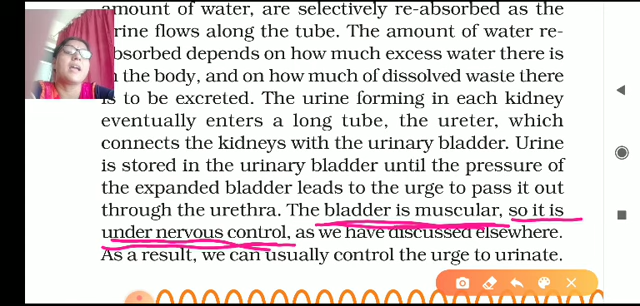 amount of water, are selectively re-absorbed as the
urine flows along the tube. The amount of water re-
absorbed depends on how much excess water there is
the body, and on how much of dissolved waste there
is to be excreted. The urine forming in each kidney
eventually enters a long tube, the ureter, which
connects the kidneys with the urinary bladder. Urine
is stored in the urinary bladder until the pressure of
the expanded bladder leads to the urge to pass it out
through the urethra. The bladder is muscular, so it is
under nervous control, as we have discussed elsewhere.
As a result, we can usually control the urge to urinate.